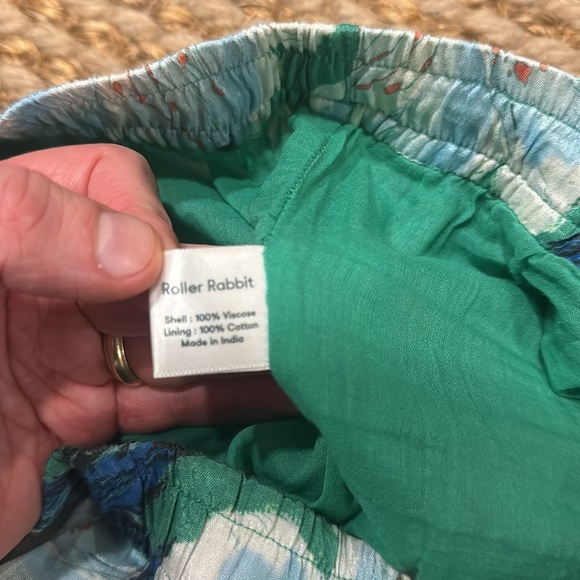 Roller Rabbit
Shell : 100% Viscose
Lining : 100% Cotton
Made in India